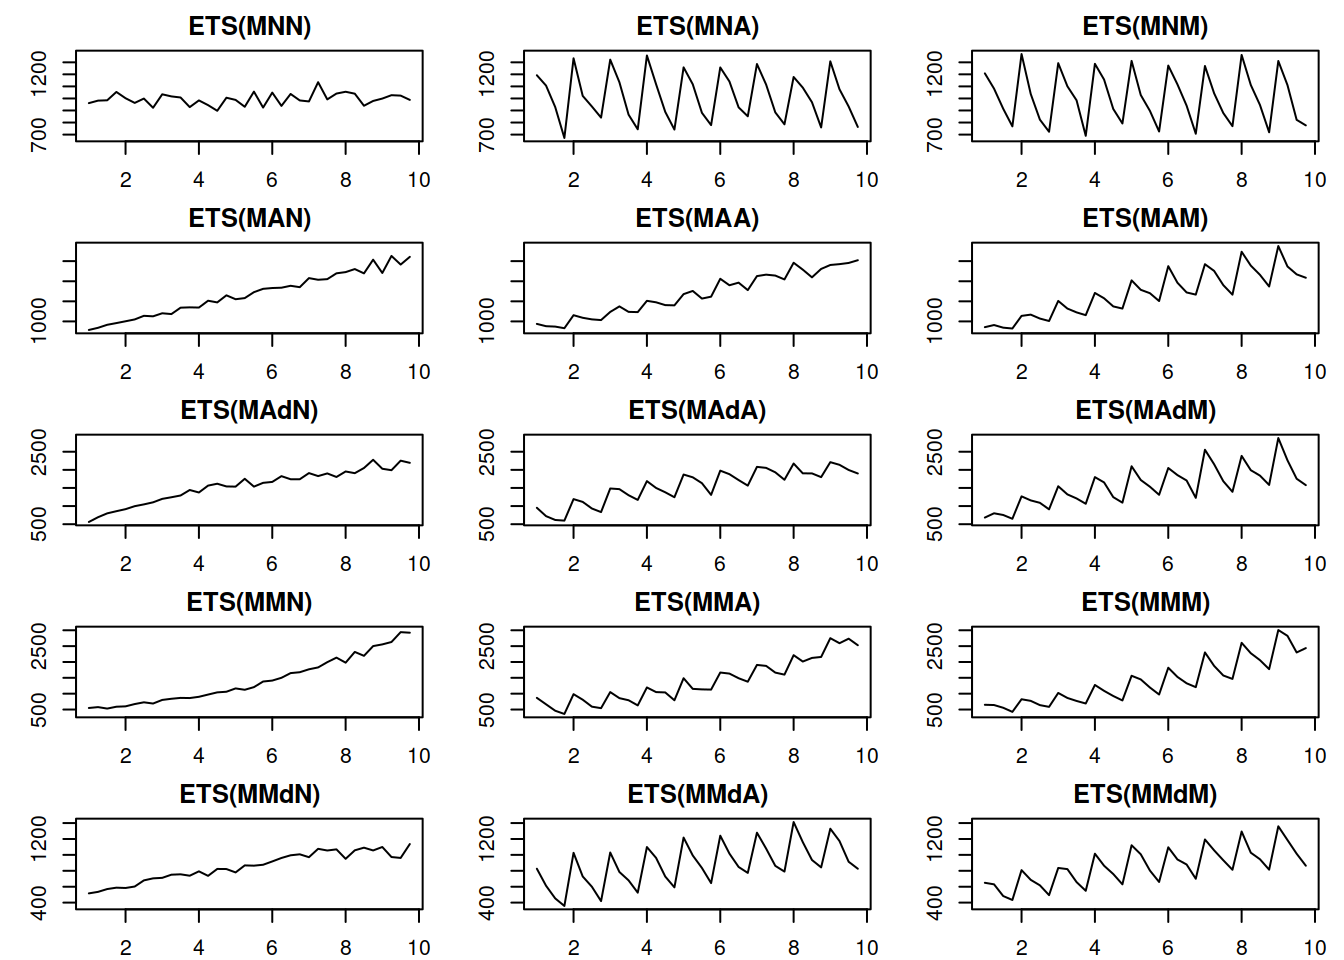 ETS(MNN) ETS(MNA) ETS(MNM)
1200 1200 1200
700 700 700
2 4 6 8 10 2 4 6 8 10 2 4 6 8 10
ETS(MAN) ETS(MAA) ETS(MAM)
1000 1000 1000
2 4 6 8 10 2 4 6 8 10 2 4 6 8 10
ETS(MAdN) ETS(MAdA) ETS(MAdM)
2500 2500 2500
500 500 500
2 4 6 8 10 2 4 6 8 10 2 4 6 8 10
ETS(MMN) ETS(MMA) ETS(MMM)
2500 2500 2500
500 500 500
2 4 6 8 10 2 4 6 8 10 2 4 6 8 10
ETS(MMdN) ETS(MMdA) ETS(MMdM)
1200 1200 1200
400 400 400
2 4 6 8 10 2 4 6 8 10 2 4 6 8 10